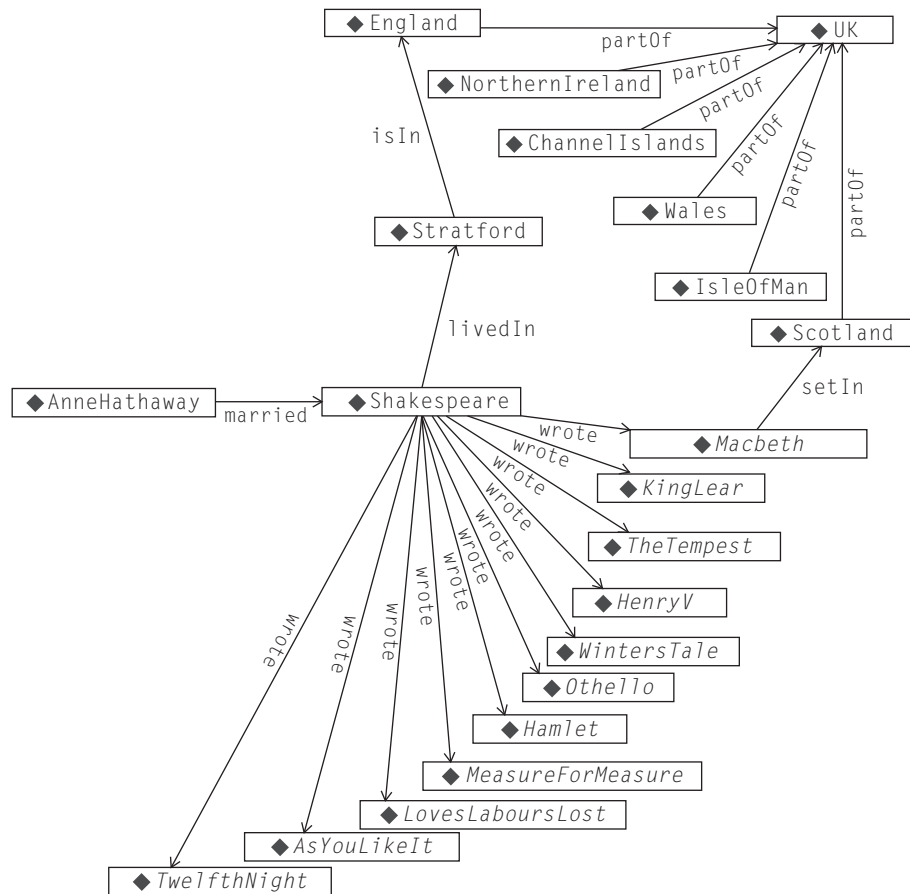 ◆England
◆UK
partOf
◆NorthernIreland
partOf
partOf
◆ChannelIslands
isIn
partOf
partOf
partOf
◆Wales
◆Stratford
◆IsleOfMan
livedIn
◆Scotland
setIn
◆AnneHathaway
married
◆Shakespeare
wrote
◆Macbeth
wrote
◆KingLear
wrote
◆TheTempest
wrote
◆HenryV
wrote
◆WintersTale
wrote
◆Othello
wrote
◆Hamlet
wrote
◆MeasureForMeasure
wrote
◆LovesLaboursLost
wrote
◆AsYouLikeIt
wrote
◆TwelfthNight